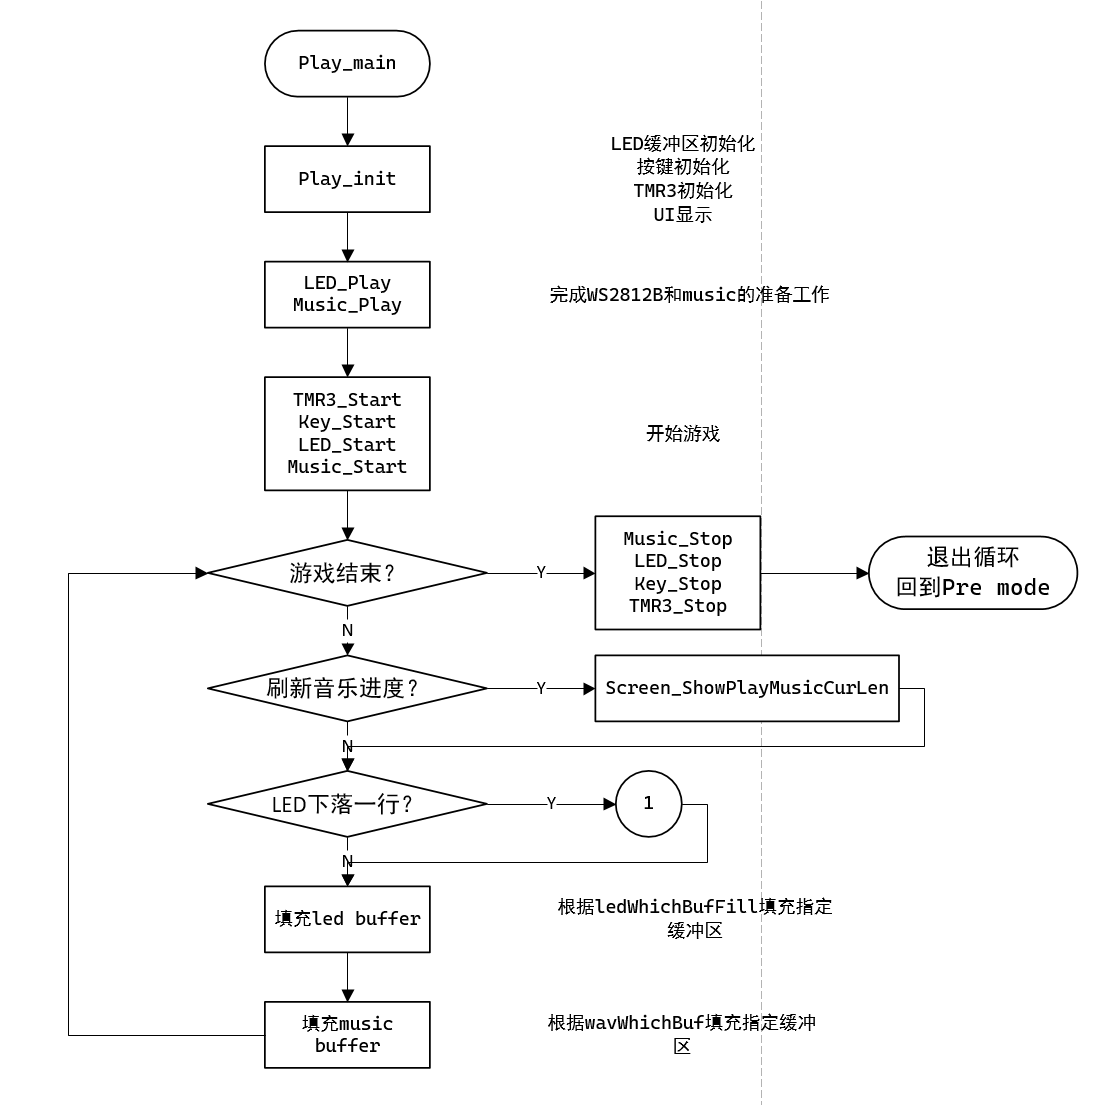 Play_main
LED缓冲区初始化
按键初始化
TMR3初始化
UI显示
Play_init
LED_Play
Music_Play
完成WS2812B和music的准备工作
TMR3_Start
Key_Start
LED_Start
Music_Start
开始游戏
游戏结束?
Y
Music_Stop
LED_Stop
Key_Stop
TMR3_Stop
退出循环
回到Pre mode
N
刷新音乐进度?
Y
Screen_ShowPlayMusicCurLen
N
LED下落一行?
Y
1
N
填充led buffer
根据ledWhichBufFill填充指定
缓冲区
填充music
buffer
根据wavWhichBuf填充指定缓冲
区